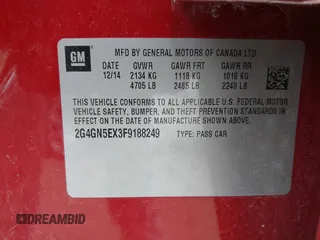 GM
MFD BY GENERAL MOTORS OF CANADA LTD.
DATE GVWR GAWR FRT GAWR RR
12/14 2134 KG 1118 KG 1016 KG
4705 LB 2465 LB 2240 LB
THIS VEHICLE CONFORMS TO ALL APPLICABLE U.S. FEDERAL MOTOR VEHICLE
SAFETY, BUMPER, AND THEFT PREVENTION STANDARDS
IN EFFECT ON THE DATE OF MANUFACTURE SHOWN ABOVE.
2G4GN5EX3F9188249 TYPE: PASS CAR
DREAMBID